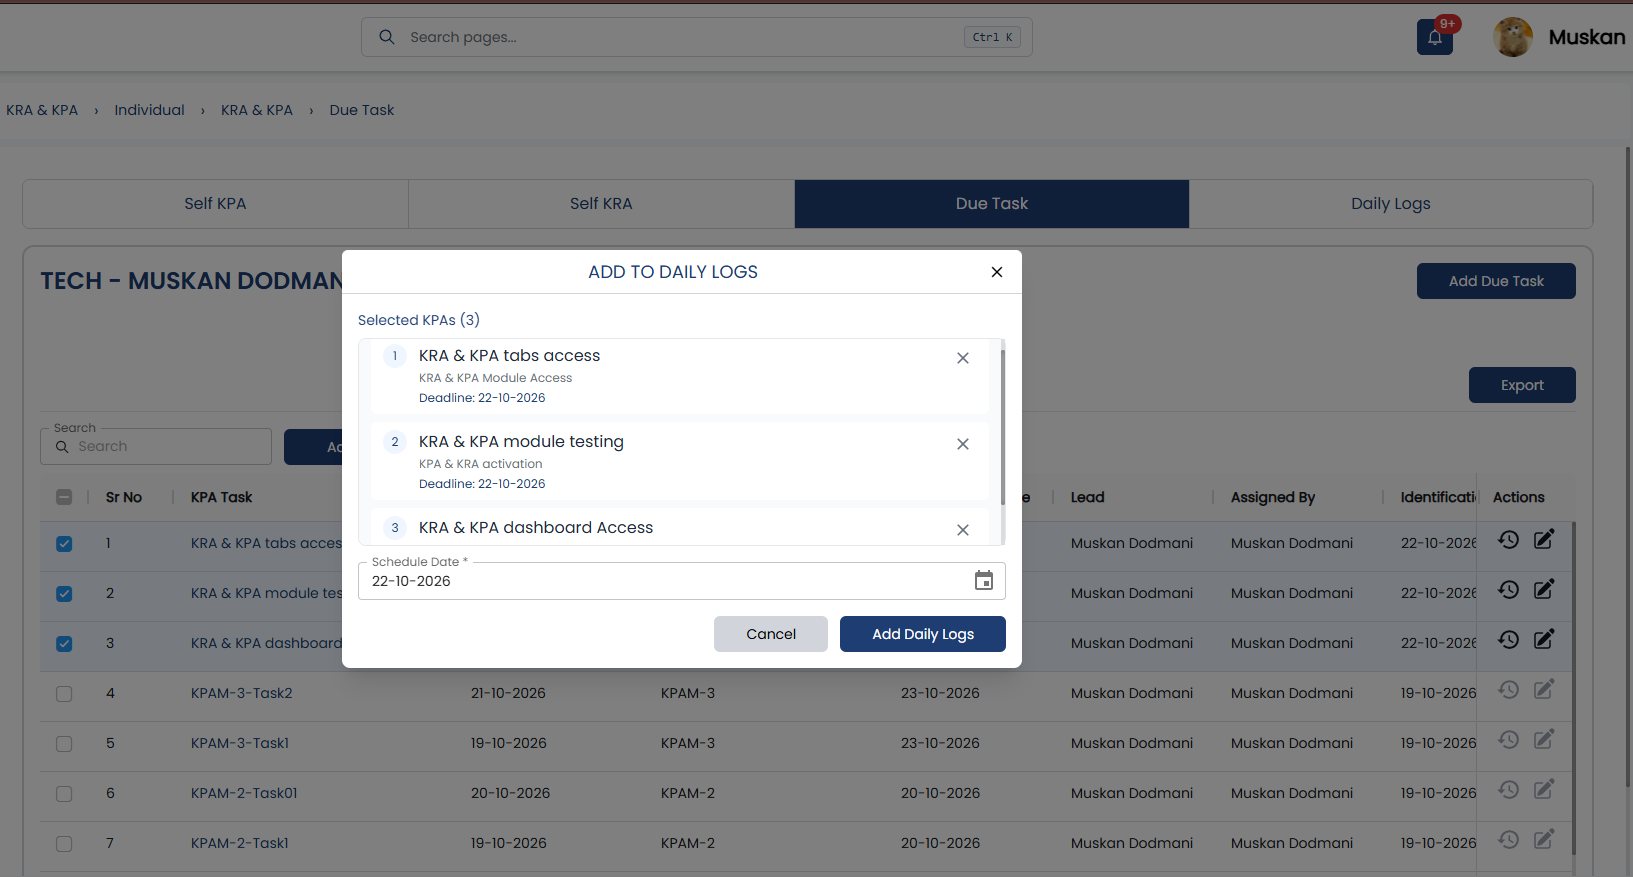 Search pages...
Ctrl K
9+
Muskan
KRA & KPA › Individual › KRA & KPA › Due Task
Self KPA
Self KRA
Due Task
Daily Logs
TECH - MUSKAN DODMAN
Add Due Task
Export
Search
Search
ADD TO DAILY LOGS
Selected KPAs (3)
1 KRA & KPA tabs access
KRA & KPA Module Access
Deadline: 22-10-2026
2 KRA & KPA module testing
KPA & KRA activation
Deadline: 22-10-2026
3 KRA & KPA dashboard Access
Schedule Date *
22-10-2026
Cancel
Add Daily Logs
Sr No KPA Task Lead Assigned By Identificati Actions
1 KRA & KPA tabs acces Muskan Dodmani Muskan Dodmani 22-10-2026
2 KRA & KPA module tes Muskan Dodmani Muskan Dodmani 22-10-2026
3 KRA & KPA dashboard Muskan Dodmani Muskan Dodmani 22-10-2026
4 KPAM-3-Task2 21-10-2026 KPAM-3 23-10-2026 Muskan Dodmani Muskan Dodmani 19-10-2026
5 KPAM-3-Task1 19-10-2026 KPAM-3 23-10-2026 Muskan Dodmani Muskan Dodmani 19-10-2026
6 KPAM-2-Task01 20-10-2026 KPAM-2 20-10-2026 Muskan Dodmani Muskan Dodmani 19-10-2026
7 KPAM-2-Task1 19-10-2026 KPAM-2 20-10-2026 Muskan Dodmani Muskan Dodmani 19-10-2026